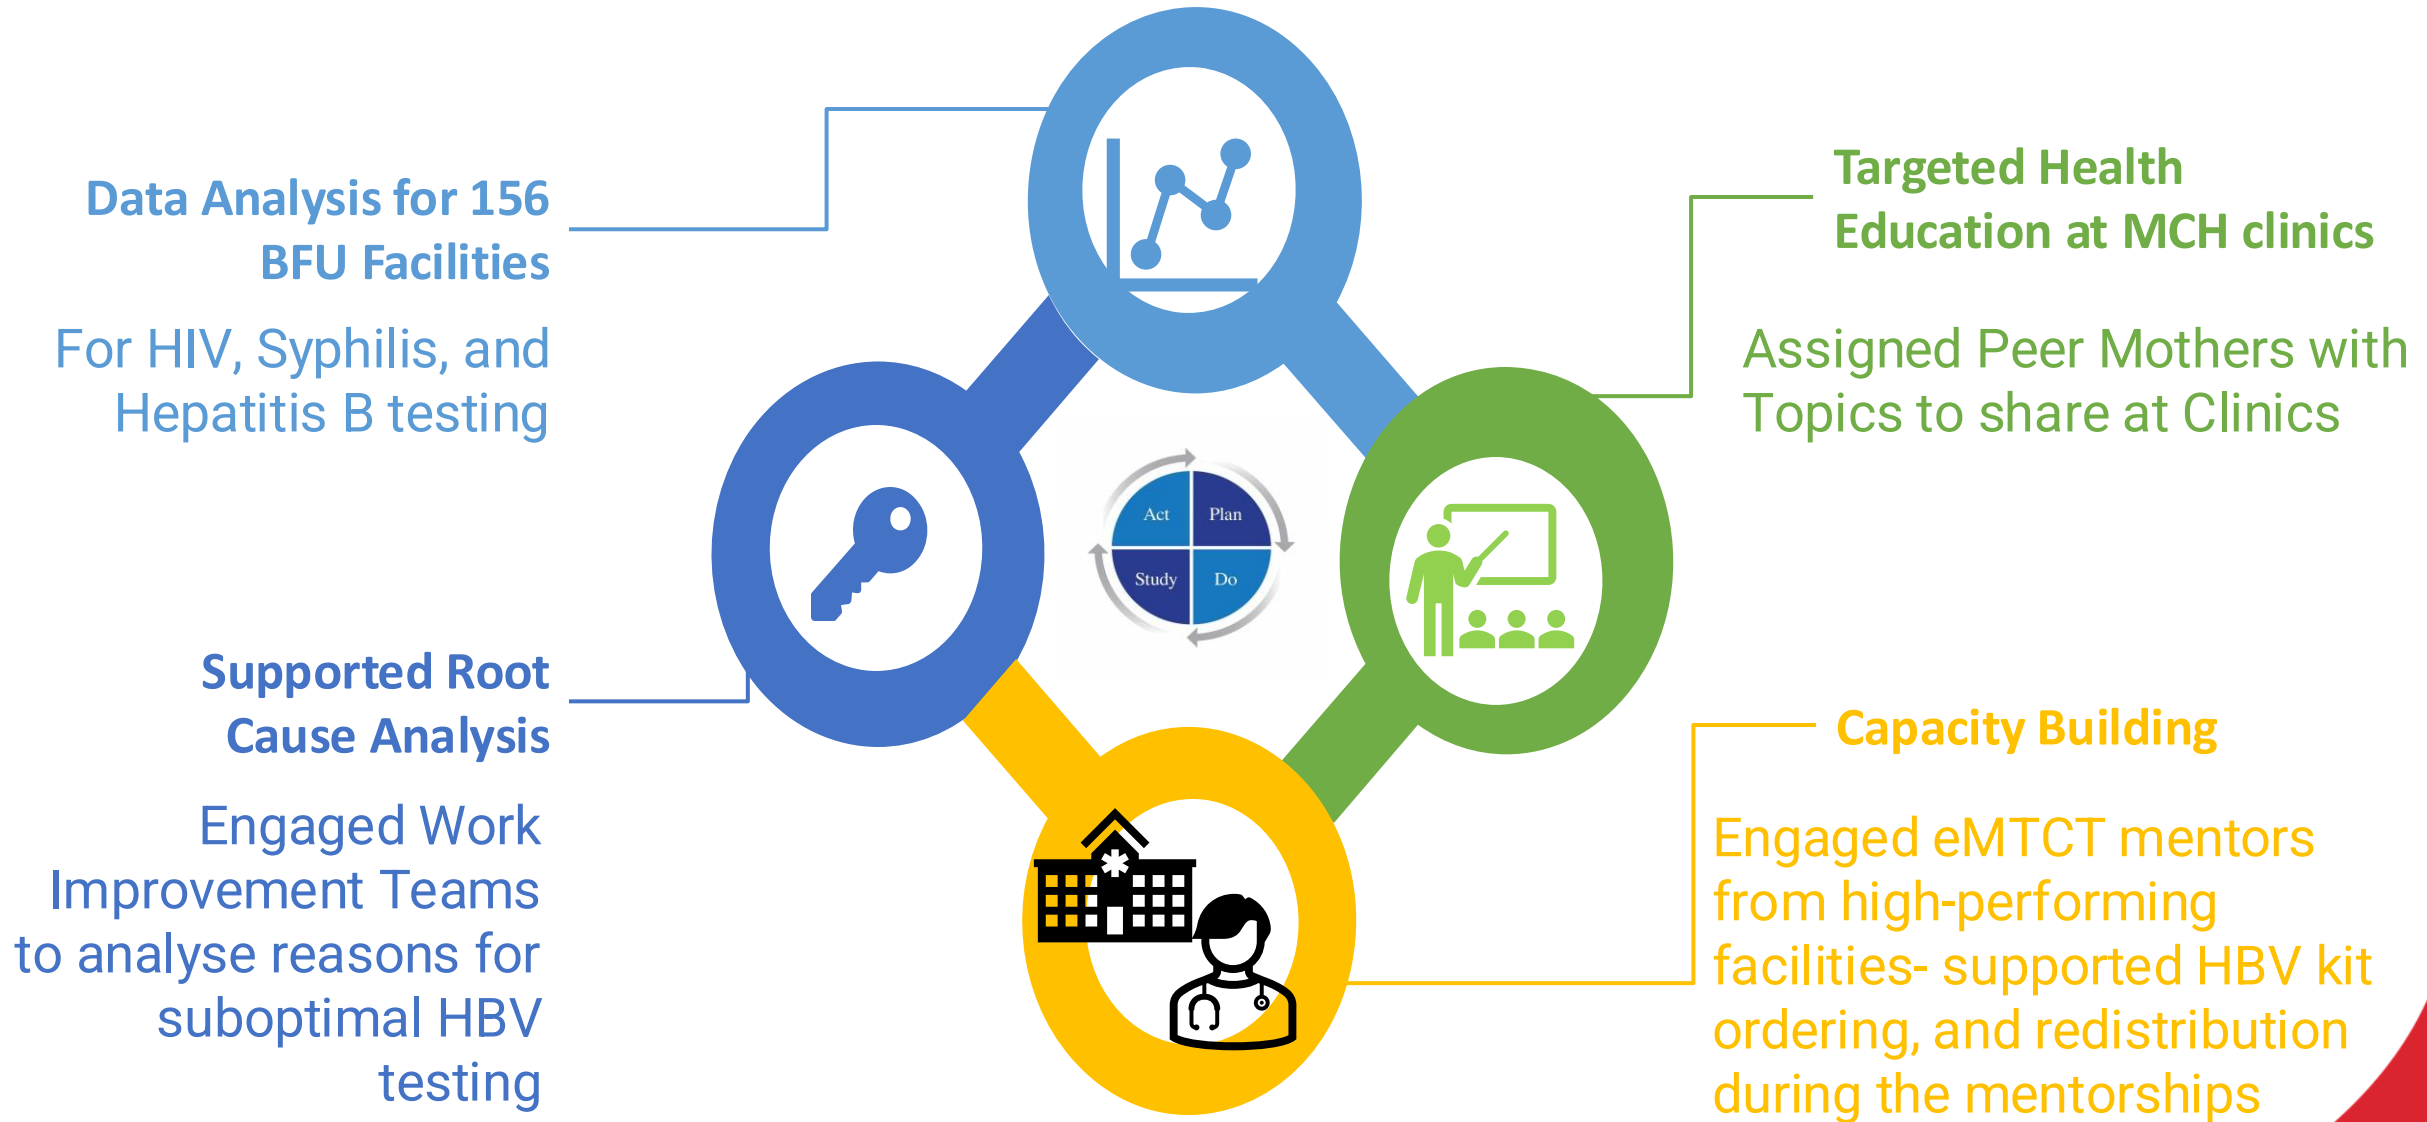 Data Analysis for 156
BFU Facilities
For HIV, Syphilis, and
Hepatitis B testing
Targeted Health
Education at MCH clinics
Assigned Peer Mothers with
Topics to share at Clinics
Act
Plan
Study
Do
Supported Root
Cause Analysis
Engaged Work
Improvement Teams
to analyse reasons for
suboptimal HBV
testing
Capacity Building
Engaged eMTCT mentors
from high-performing
facilities- supported HBV kit
ordering, and redistribution
during the mentorships